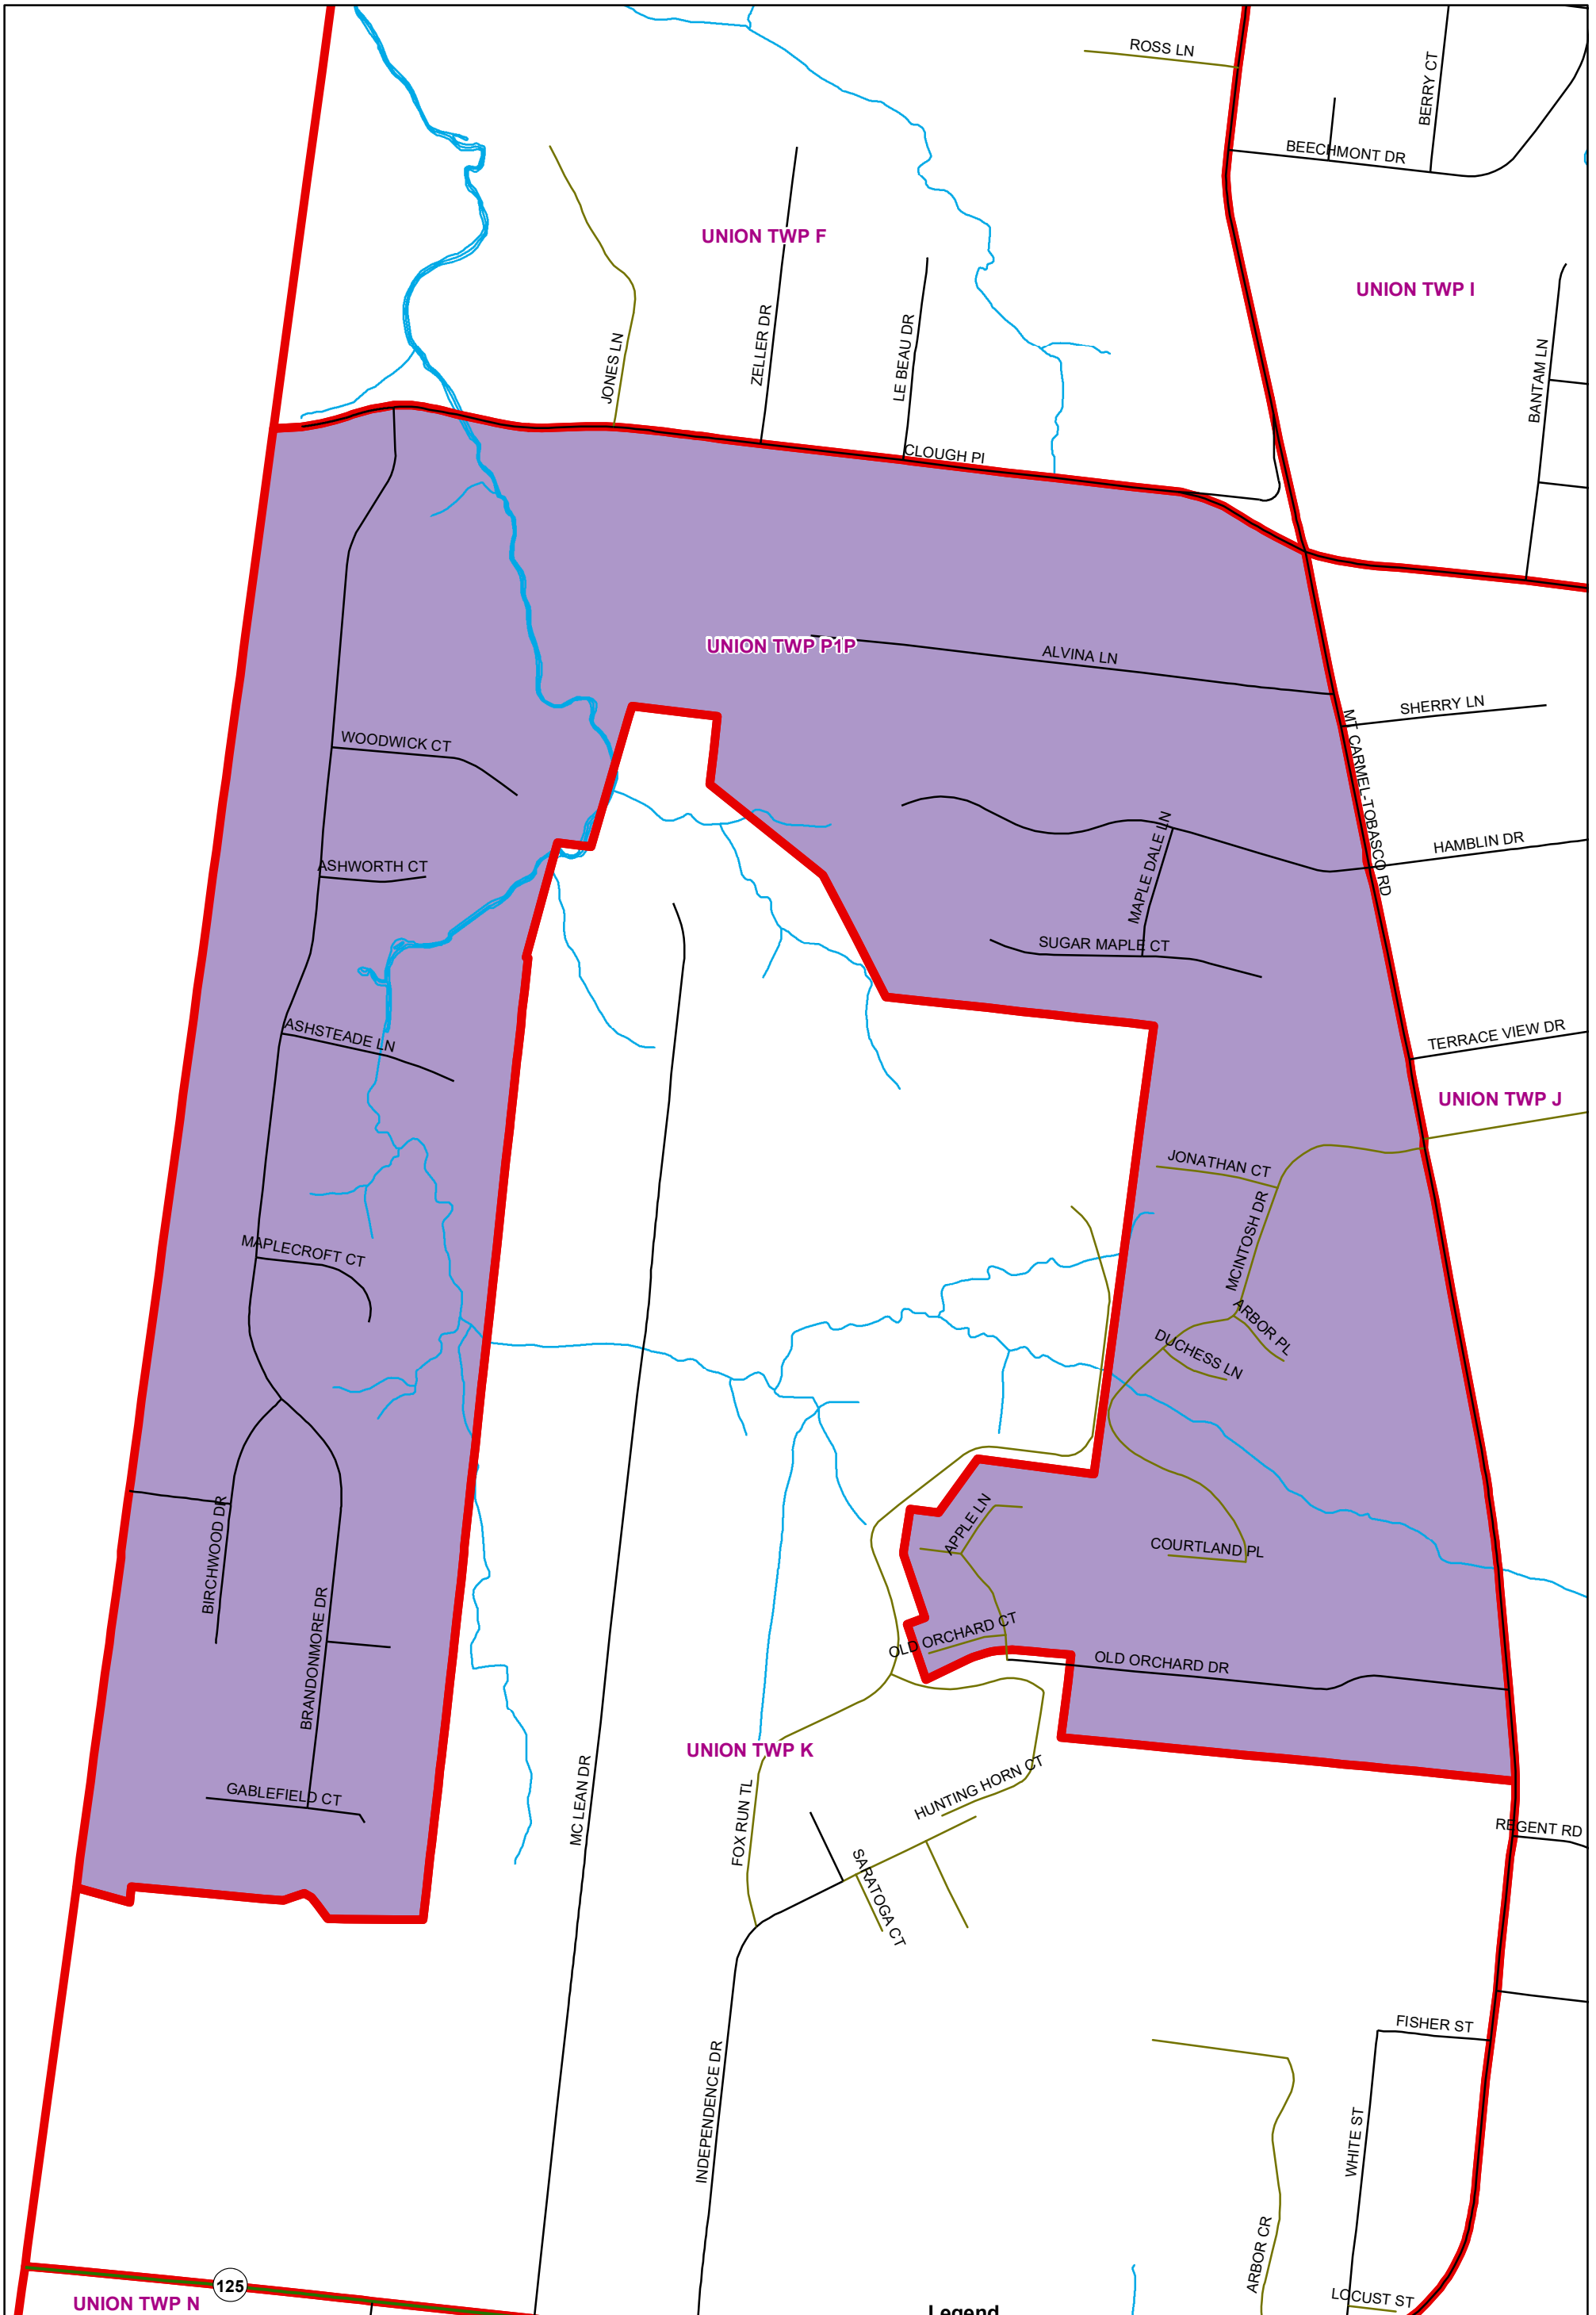 ROSS LN
BERRY CT
BEECHMONT DR
UNION TWP F
UNION TWP I
JONES LN
ZELLER DR
LE BEAU DR
BANTAM LN
CLOUGH PI
UNION TWP P1P
ALVINA LN
SHERRY LN
MT CARMEL-TOBASCO RD
WOODWICK CT
HAMBLIN DR
ASHWORTH CT
MAPLE DALE LN
SUGAR MAPLE CT
ASHSTEADE LN
TERRACE VIEW DR
UNION TWP J
JONATHAN CT
MCINTOSH DR
MAPLECROFT CT
ARBOR PL
DUCHESS LN
APPLE LN
COURTLAND PL
BIRCHWOOD DR
BRANDONMORE DR
OLD ORCHARD CT
OLD ORCHARD DR
UNION TWP K
GABLEFIELD CT
MC LEAN DR
FOX RUN TL
HUNTING HORN CT
REGENT RD
SARATOGA CT
FISHER ST
INDEPENDENCE DR
WHITE ST
ARBOR CR
125
UNION TWP N
LOCUST ST
Legend